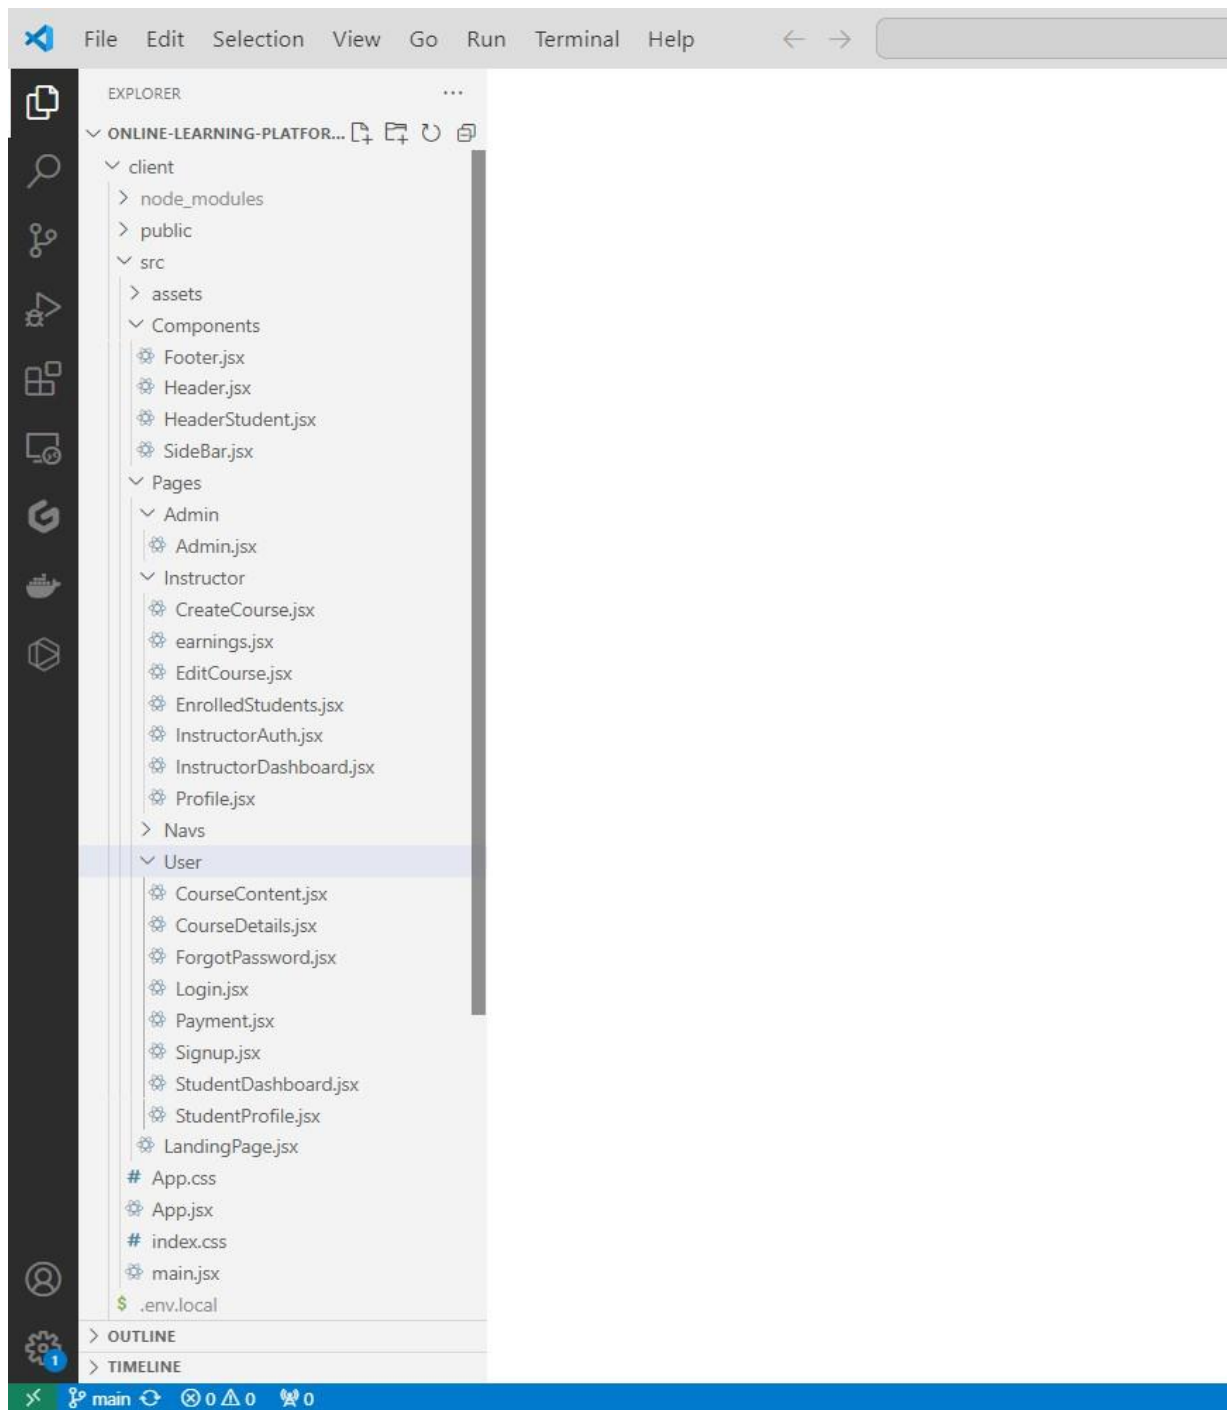 File Edit Selection View Go Run Terminal Help
EXPLORER
ONLINE-LEARNING-PLATFOR...
client
node_modules
public
src
assets
Components
Footer.jsx
Header.jsx
HeaderStudent.jsx
SideBar.jsx
Pages
Admin
Admin.jsx
Instructor
CreateCourse.jsx
earnings.jsx
EditCourse.jsx
EnrolledStudents.jsx
InstructorAuth.jsx
InstructorDashboard.jsx
Profile.jsx
Navs
User
CourseContent.jsx
CourseDetails.jsx
ForgotPassword.jsx
Login.jsx
Payment.jsx
Signup.jsx
StudentDashboard.jsx
StudentProfile.jsx
LandingPage.jsx
# App.css
App.jsx
# index.css
main.jsx
$ .env.local
OUTLINE
1
TIMELINE
main 0 0 0